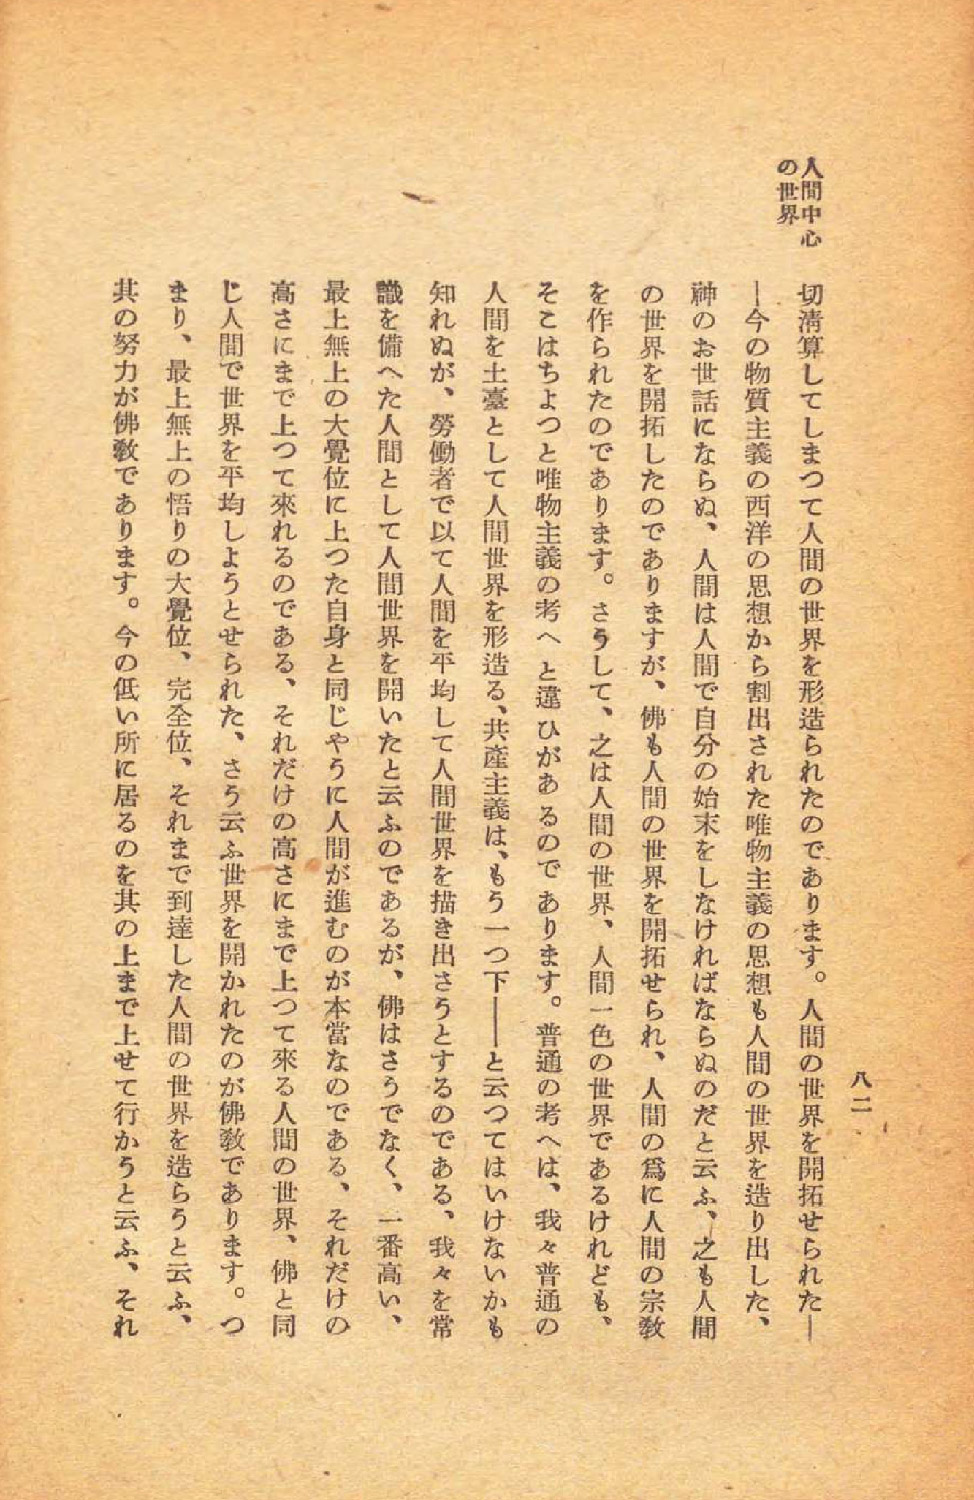 八二
人間中心
の世界
切淸算してしまつて人間の世界を形造られたのであります。人間の世界を開拓せられた―
―今の物質主義の西洋の思想から割出された唯物主義の思想も人間の世界を造り出した、
神のお世話にならぬ、人間は人間で自分の始末をしなければならぬのだと云ふ、之も人間
の世界を開拓したのでありますが、佛も人間の世界を開拓せられ、人間の爲に人間の宗敎
を作られたのであります。さうして、之は人間の世界、人間一色の世界であるけれども、
そこはちよつと唯物主義の考へと違ひがあるのであります。普通の考へは、我々普通の
人間を土臺として人間世界を形造る、共產主義は、もう一つ下――と云つてはいけないかも
知れぬが、勞働者で以て人間を平均して人間世界を描き出さうとするのである、我々を常
識を備へた人間として人間世界を開いたと云ふのであるが、佛はさうでなく、一番高い、
最上無上の大覺位に上つた自身と同じやうに人間が進むのが本當なのである、それだけの
高さにまで上つて來れるのである、それだけの高さにまで上つて來る人間の世界、佛と同
じ人間で世界を平均しようとせられた、さう云ふ世界を開かれたのが佛敎であります。つ
まり、最上無上の悟りの大覺位、完全位、それまで到達した人間の世界を造らうと云ふ、
其の努力が佛敎であります。今の低い所に居るのを其の上まで上せて行かうと云ふ、それ